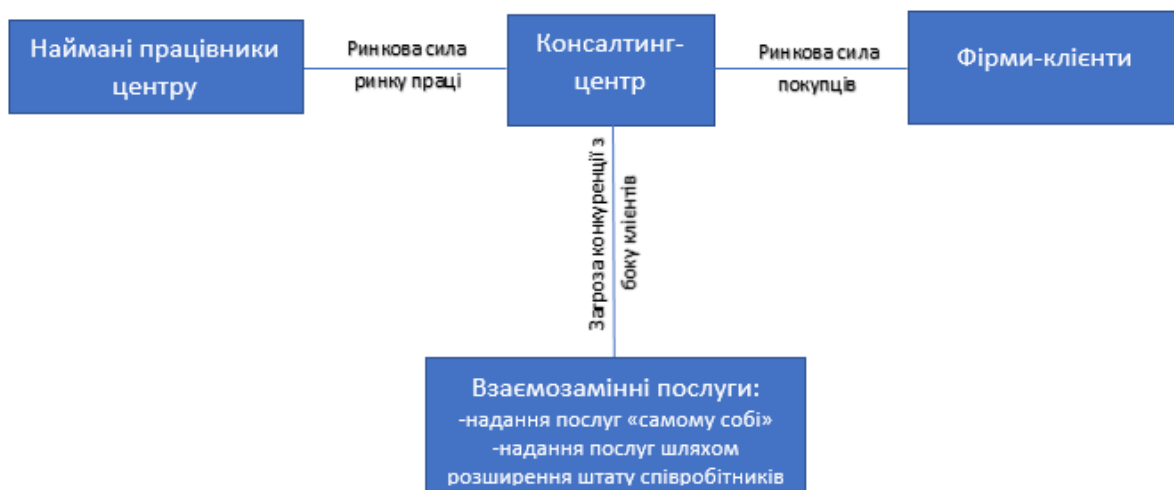 Наймані працівники
центру
Ринкова сила
ринку праці
Консалтинг-
центр
Ринкова сила
покупців
Фірми-клієнти
Загроза конкуренції з
боку клієнтів
Взаємозамінні послуги:
-надання послуг «самому собі»
-надання послуг шляхом
розширення штату співробітників